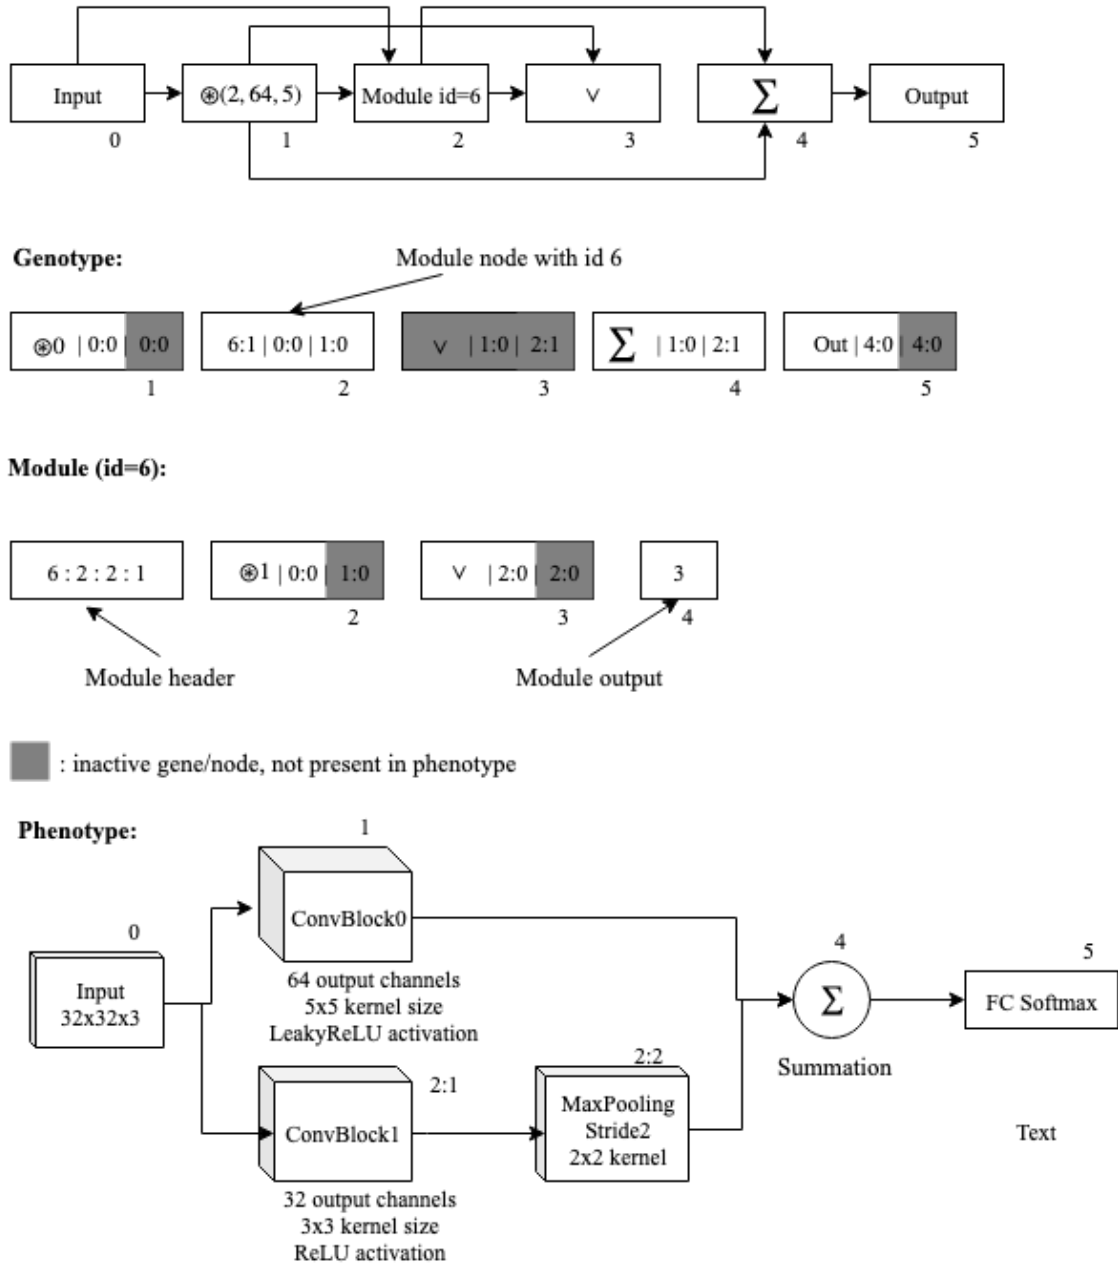 Input
⊛(2, 64, 5)
Module id=6
∨
Σ
Output
0
1
2
3
4
5
Genotype:
Module node with id 6
⊛0 | 0:0 | 0:0
6:1 | 0:0 | 1:0
∨ | 1:0 | 2:1
Σ | 1:0 | 2:1
Out | 4:0 | 4:0
1
2
3
4
5
Module (id=6):
6 : 2 : 2 : 1
⊛1 | 0:0 | 1:0
∨ | 2:0 | 2:0
3
2
3
4
Module header
Module output
: inactive gene/node, not present in phenotype
Phenotype:
1
ConvBlock0
0
Input
32x32x3
64 output channels
5x5 kernel size
LeakyReLU activation
4
Σ
Summation
5
FC Softmax
2:1
ConvBlock1
2:2
MaxPooling
Stride2
2x2 kernel
32 output channels
3x3 kernel size
ReLU activation
Text